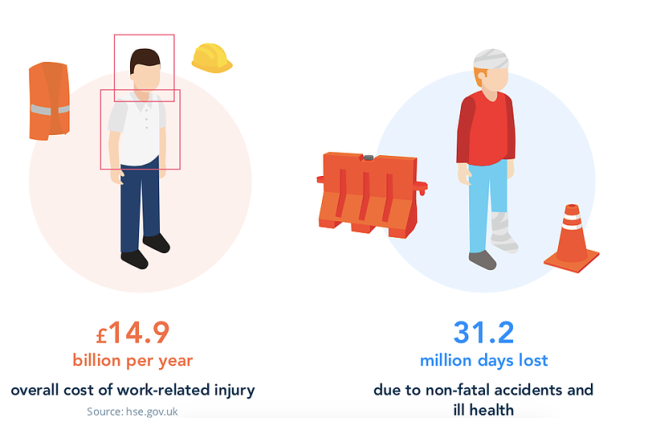 £14.9
billion per year
overall cost of work-related injury
Source: hse.gov.uk
31.2
million days lost
due to non-fatal accidents and
ill health